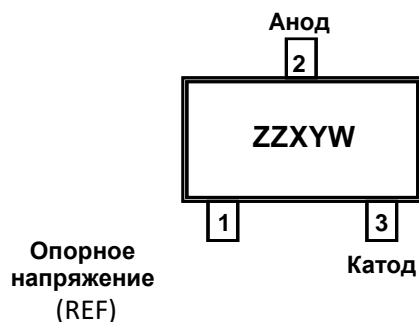 Анод
2
ZZXYW
1
3
Опорное
напряжение
(REF)
Катод